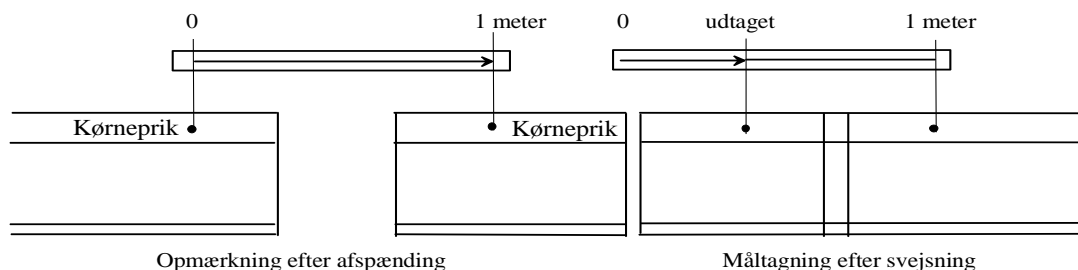 0 1 meter 0 udtaget 1 meter
Kørneprik Kørneprik
Opmærkning efter afspænding Måltagning efter svejsning